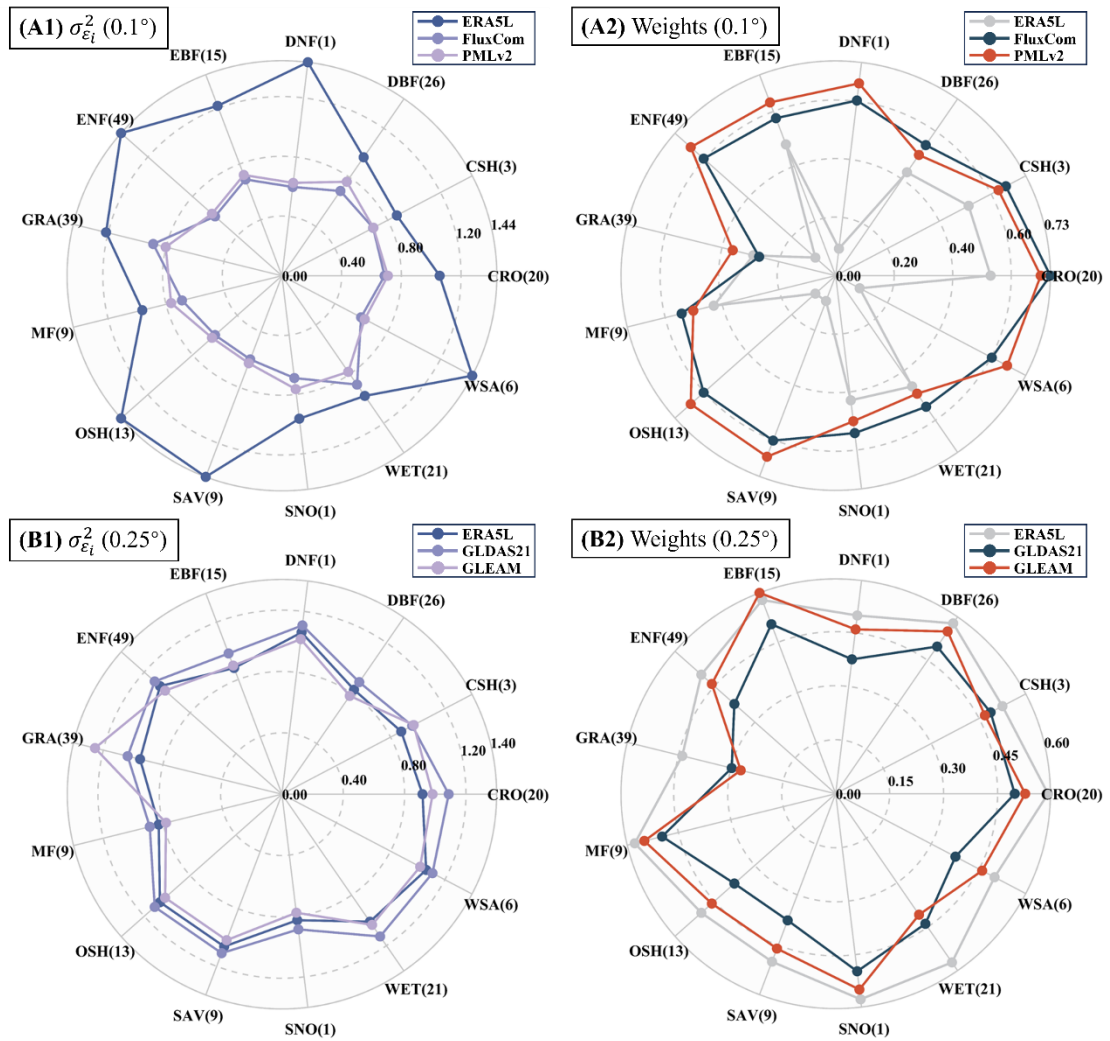 (A1) σ²_εᵢ (0.1°)
ERA5L
FluxCom
PMLv2
DNF(1)
EBF(15)
DBF(26)
ENF(49)
CSH(3)
GRA(39)
0.00
0.40
0.80
1.20
1.44
CRO(20)
MF(9)
WSA(6)
OSH(13)
WET(21)
SAV(9)
SNO(1)
(A2) Weights (0.1°)
ERA5L
FluxCom
PMLv2
DNF(1)
EBF(15)
DBF(26)
ENF(49)
CSH(3)
GRA(39)
0.00
0.20
0.40
0.60
0.73
CRO(20)
MF(9)
WSA(6)
OSH(13)
WET(21)
SAV(9)
SNO(1)
(B1) σ²_εᵢ (0.25°)
ERA5L
GLDAS21
GLEAM
DNF(1)
EBF(15)
DBF(26)
ENF(49)
CSH(3)
GRA(39)
0.00
0.40
0.80
1.20
1.40
CRO(20)
MF(9)
WSA(6)
OSH(13)
WET(21)
SAV(9)
SNO(1)
(B2) Weights (0.25°)
ERA5L
GLDAS21
GLEAM
DNF(1)
EBF(15)
DBF(26)
ENF(49)
CSH(3)
GRA(39)
0.00
0.15
0.30
0.45
0.60
CRO(20)
MF(9)
WSA(6)
OSH(13)
WET(21)
SAV(9)
SNO(1)